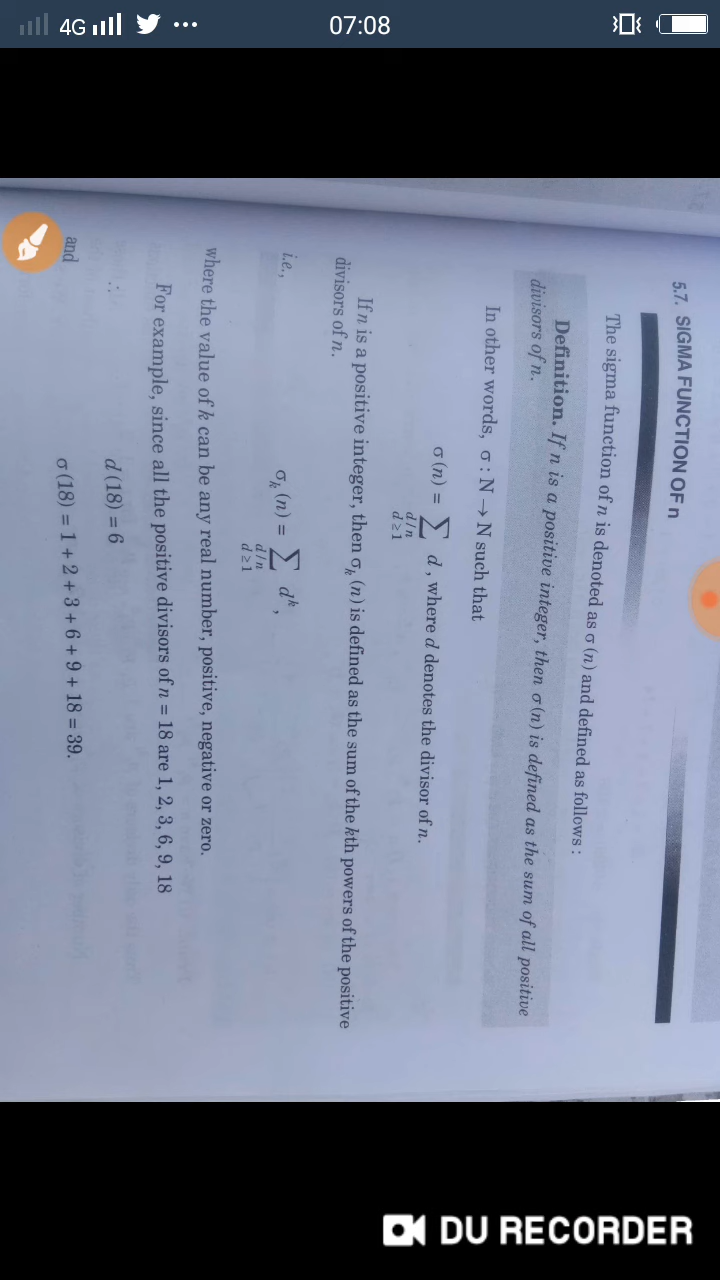 4G
07:08
5.7. SIGMA FUNCTION OF n
The sigma function of n is denoted as σ (n) and defined as follows :
Definition. If n is a positive integer, then σ (n) is defined as the sum of all positive
divisors of n.
In other words, σ : N → N such that
σ (n) = ∑ d , where d denotes the divisor of n.
d/n
d ≥ 1
If n is a positive integer, then σk (n) is defined as the sum of the kth powers of the positive
divisors of n.
i.e., σk (n) = ∑ d^k ,
d/n
d ≥ 1
where the value of k can be any real number, positive, negative or zero.
For example, since all the positive divisors of n = 18 are 1, 2, 3, 6, 9, 18
∴ d (18) = 6
and σ (18) = 1 + 2 + 3 + 6 + 9 + 18 = 39.
DU RECORDER